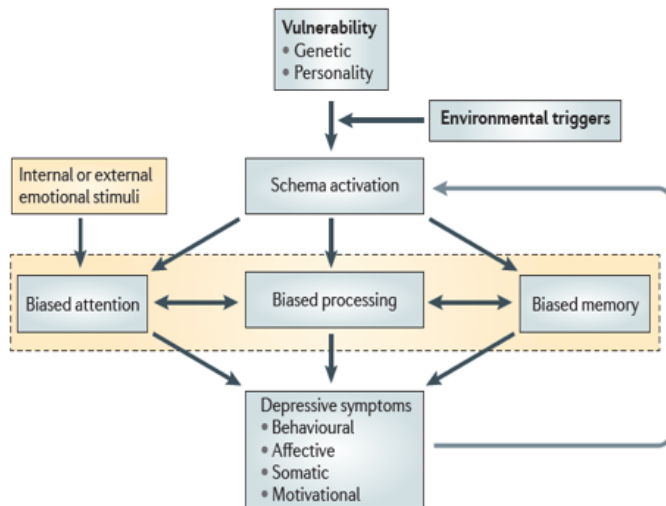 Vulnerability
• Genetic
• Personality
Environmental triggers
Internal or external
emotional stimuli
Schema activation
Biased attention
Biased processing
Biased memory
Depressive symptoms
• Behavioural
• Affective
• Somatic
• Motivational